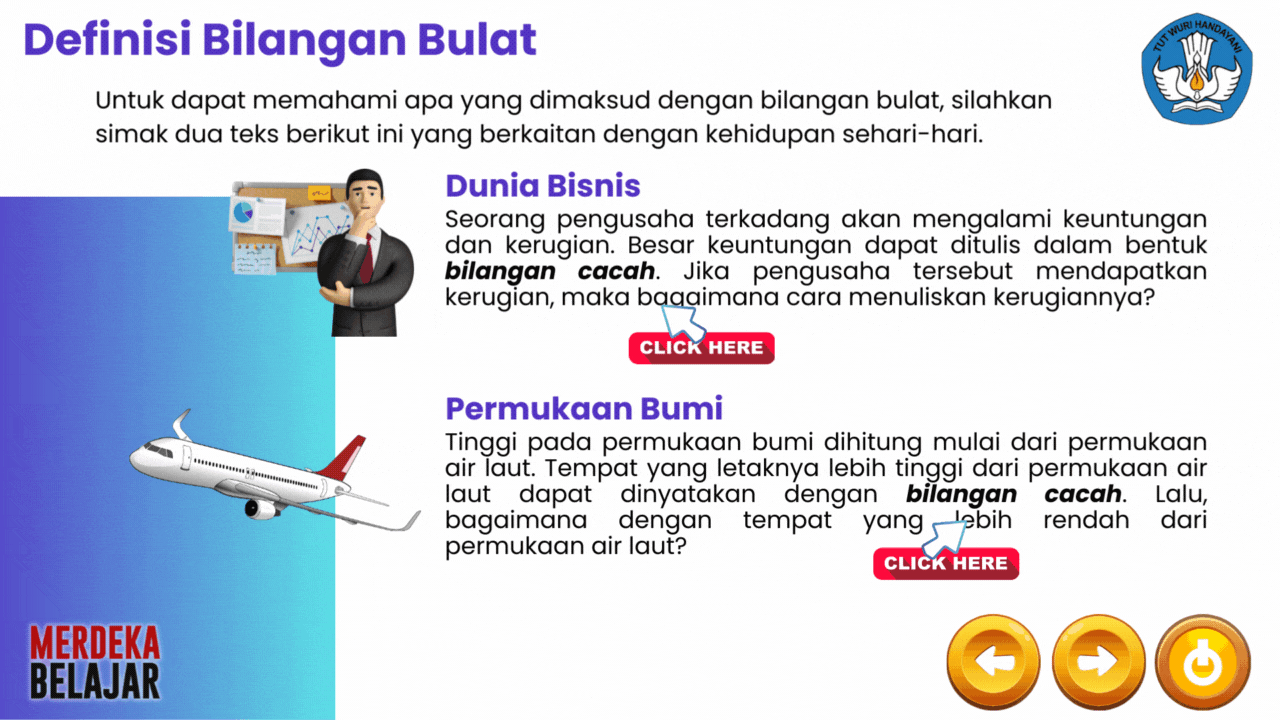 Definisi Bilangan Bulat
TUT WURI HANDAYANI
Untuk dapat memahami apa yang dimaksud dengan bilangan bulat, silahkan
simak dua teks berikut ini yang berkaitan dengan kehidupan sehari-hari.
Dunia Bisnis
Seorang pengusaha terkadang akan mengalami keuntungan
dan kerugian. Besar keuntungan dapat ditulis dalam bentuk
bilangan cacah. Jika pengusaha tersebut mendapatkan
kerugian, maka bagaimana cara menuliskan kerugiannya?
CLICK HERE
Permukaan Bumi
Tinggi pada permukaan bumi dihitung mulai dari permukaan
air laut. Tempat yang letaknya lebih tinggi dari permukaan air
laut dapat dinyatakan dengan bilangan cacah. Lalu,
bagaimana dengan tempat yang lebih rendah dari
permukaan air laut?
CLICK HERE
MERDEKA
BELAJAR